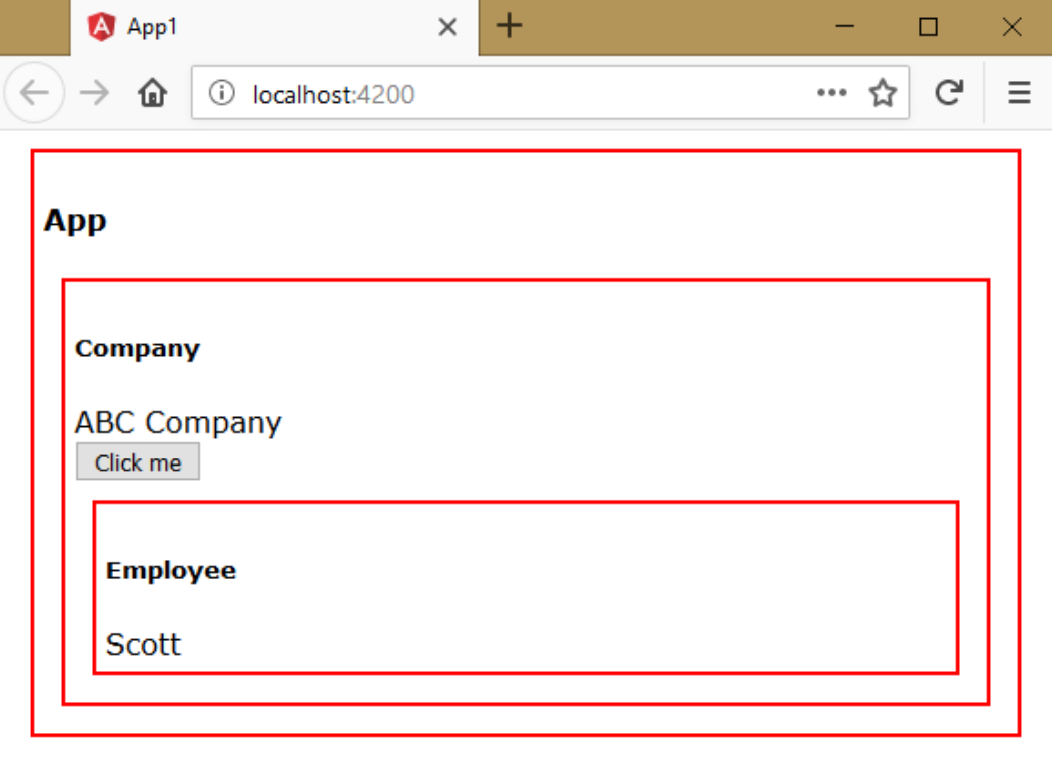 App1
localhost:4200
App
Company
ABC Company
Click me
Employee
Scott